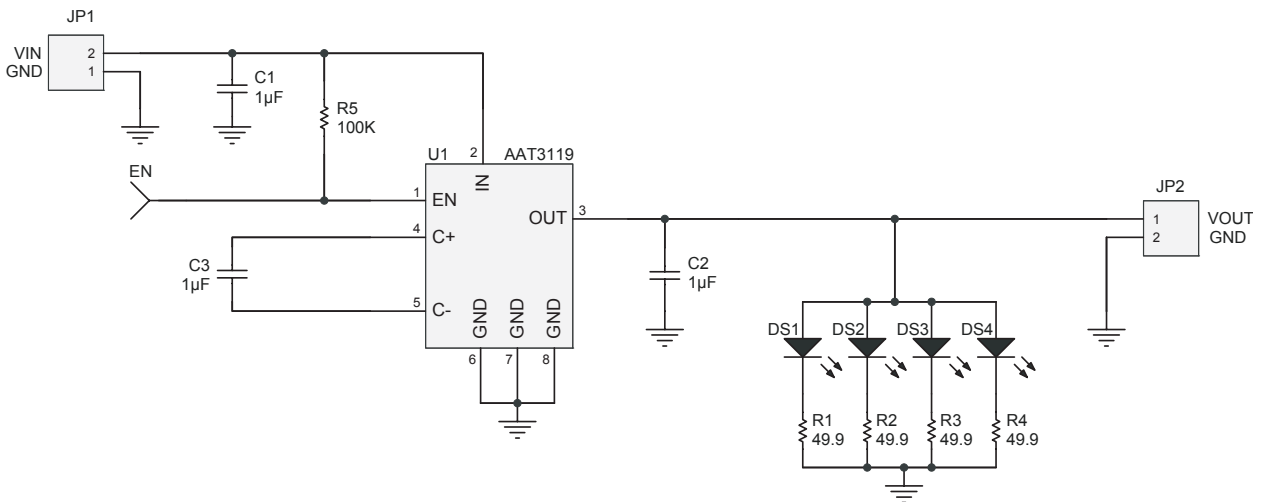 JP1
VIN 2
GND 1
C1
1µF
R5
100K
EN
U1 2 AAT3119
IN
1 EN
OUT 3
4 C+
C3
1µF
5 C-
GND GND GND
6 7 8
C2
1µF
JP2
1 VOUT
2 GND
DS1 DS2 DS3 DS4
R1 R2 R3 R4
49.9 49.9 49.9 49.9